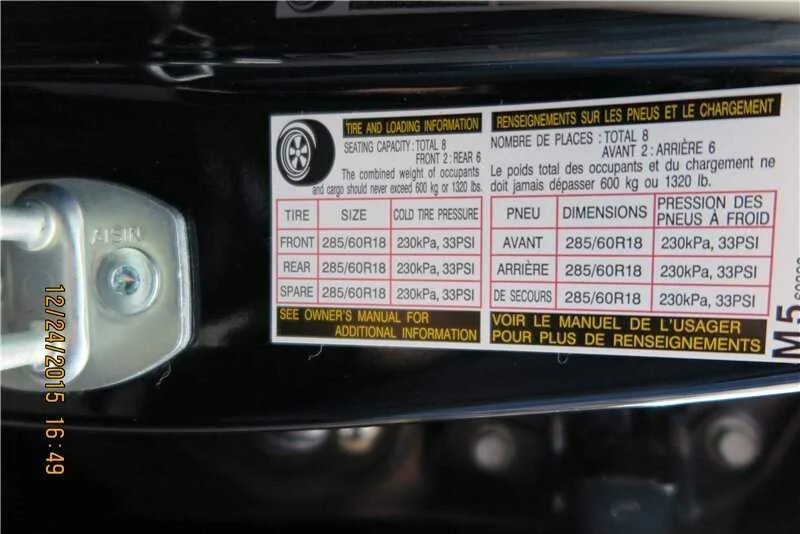 TIRE AND LOADING INFORMATION
SEATING CAPACITY: TOTAL 8
FRONT 2: REAR 6
The combined weight of occupants
and cargo should never exceed 600 kg or 1320 lbs.
TIRE SIZE COLD TIRE PRESSURE
FRONT 285/60R18 230kPa, 33PSI
REAR 285/60R18 230kPa, 33PSI
SPARE 285/60R18 230kPa, 33PSI
SEE OWNER'S MANUAL FOR
ADDITIONAL INFORMATION
RENSEIGNEMENTS SUR LES PNEUS ET LE CHARGEMENT
NOMBRE DE PLACES : TOTAL 8
AVANT 2 : ARRIÈRE 6
Le poids total des occupants et du chargement ne
doit jamais dépasser 600 kg ou 1320 lb.
PNEU DIMENSIONS PRESSION DES
PNEUS À FROID
AVANT 285/60R18 230kPa, 33PSI
ARRIÈRE 285/60R18 230kPa, 33PSI
DE SECOURS 285/60R18 230kPa, 33PSI
VOIR LE MANUEL DE L'USAGER
POUR PLUS DE RENSEIGNEMENTS
M-5
AISIN
12/24/2015 16:49